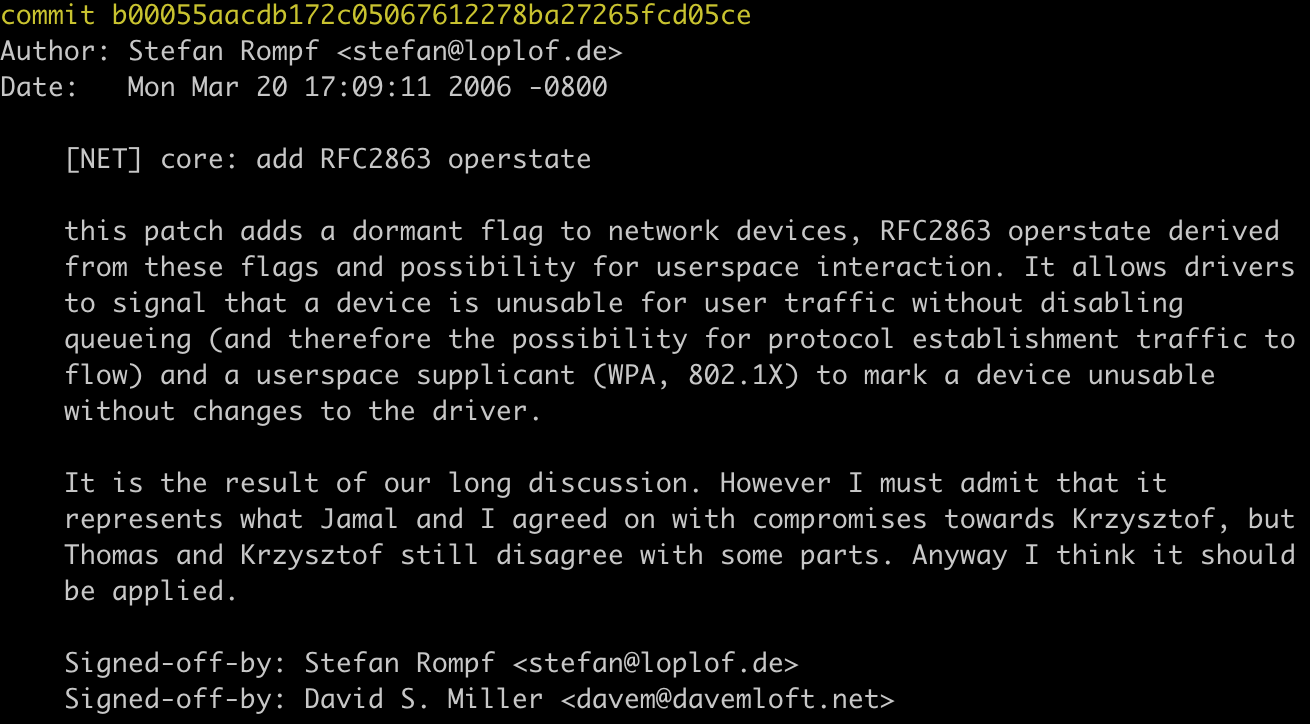 commit b00055aacdb172c05067612278ba27265fcd05ce
Author: Stefan Rompf <stefan@loplof.de>
Date:   Mon Mar 20 17:09:11 2006 -0800

    [NET] core: add RFC2863 operstate

    this patch adds a dormant flag to network devices, RFC2863 operstate derived
    from these flags and possibility for userspace interaction. It allows drivers
    to signal that a device is unusable for user traffic without disabling
    queueing (and therefore the possibility for protocol establishment traffic to
    flow) and a userspace supplicant (WPA, 802.1X) to mark a device unusable
    without changes to the driver.

    It is the result of our long discussion. However I must admit that it
    represents what Jamal and I agreed on with compromises towards Krzysztof, but
    Thomas and Krzysztof still disagree with some parts. Anyway I think it should
    be applied.

    Signed-off-by: Stefan Rompf <stefan@loplof.de>
    Signed-off-by: David S. Miller <davem@davemloft.net>